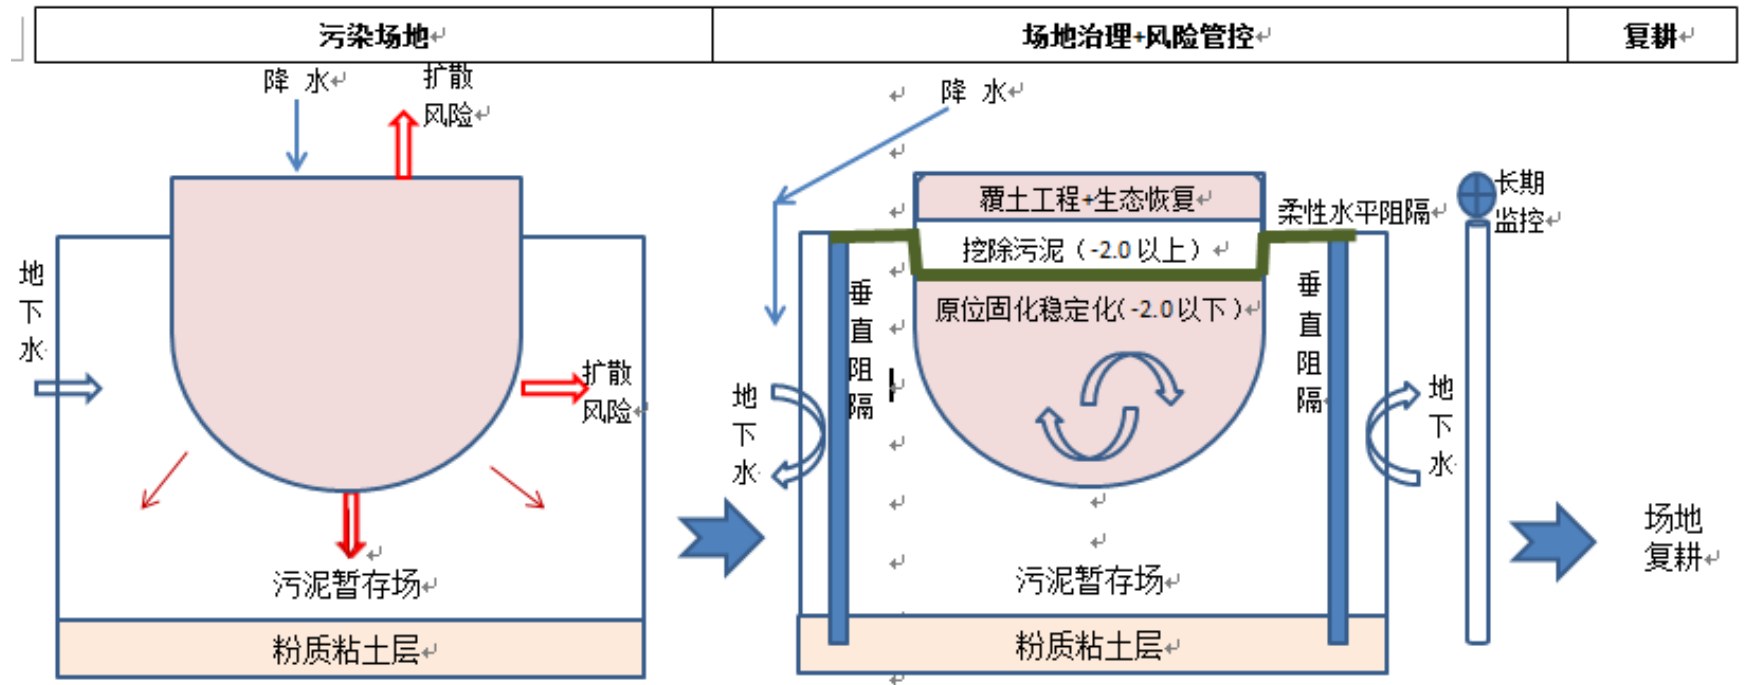 污染场地
场地治理+风险管控
复耕
降 水
扩散
风险
地
下
水
扩散
风险
污泥暂存场
粉质粘土层
降 水
覆土工程+生态恢复
柔性水平阻隔
挖除污泥（-2.0以上）
原位固化稳定化(-2.0以下)
垂
直
阻
隔
垂
直
阻
隔
地
下
水
地
下
水
污泥暂存场
粉质粘土层
长期
监控
场地
复耕